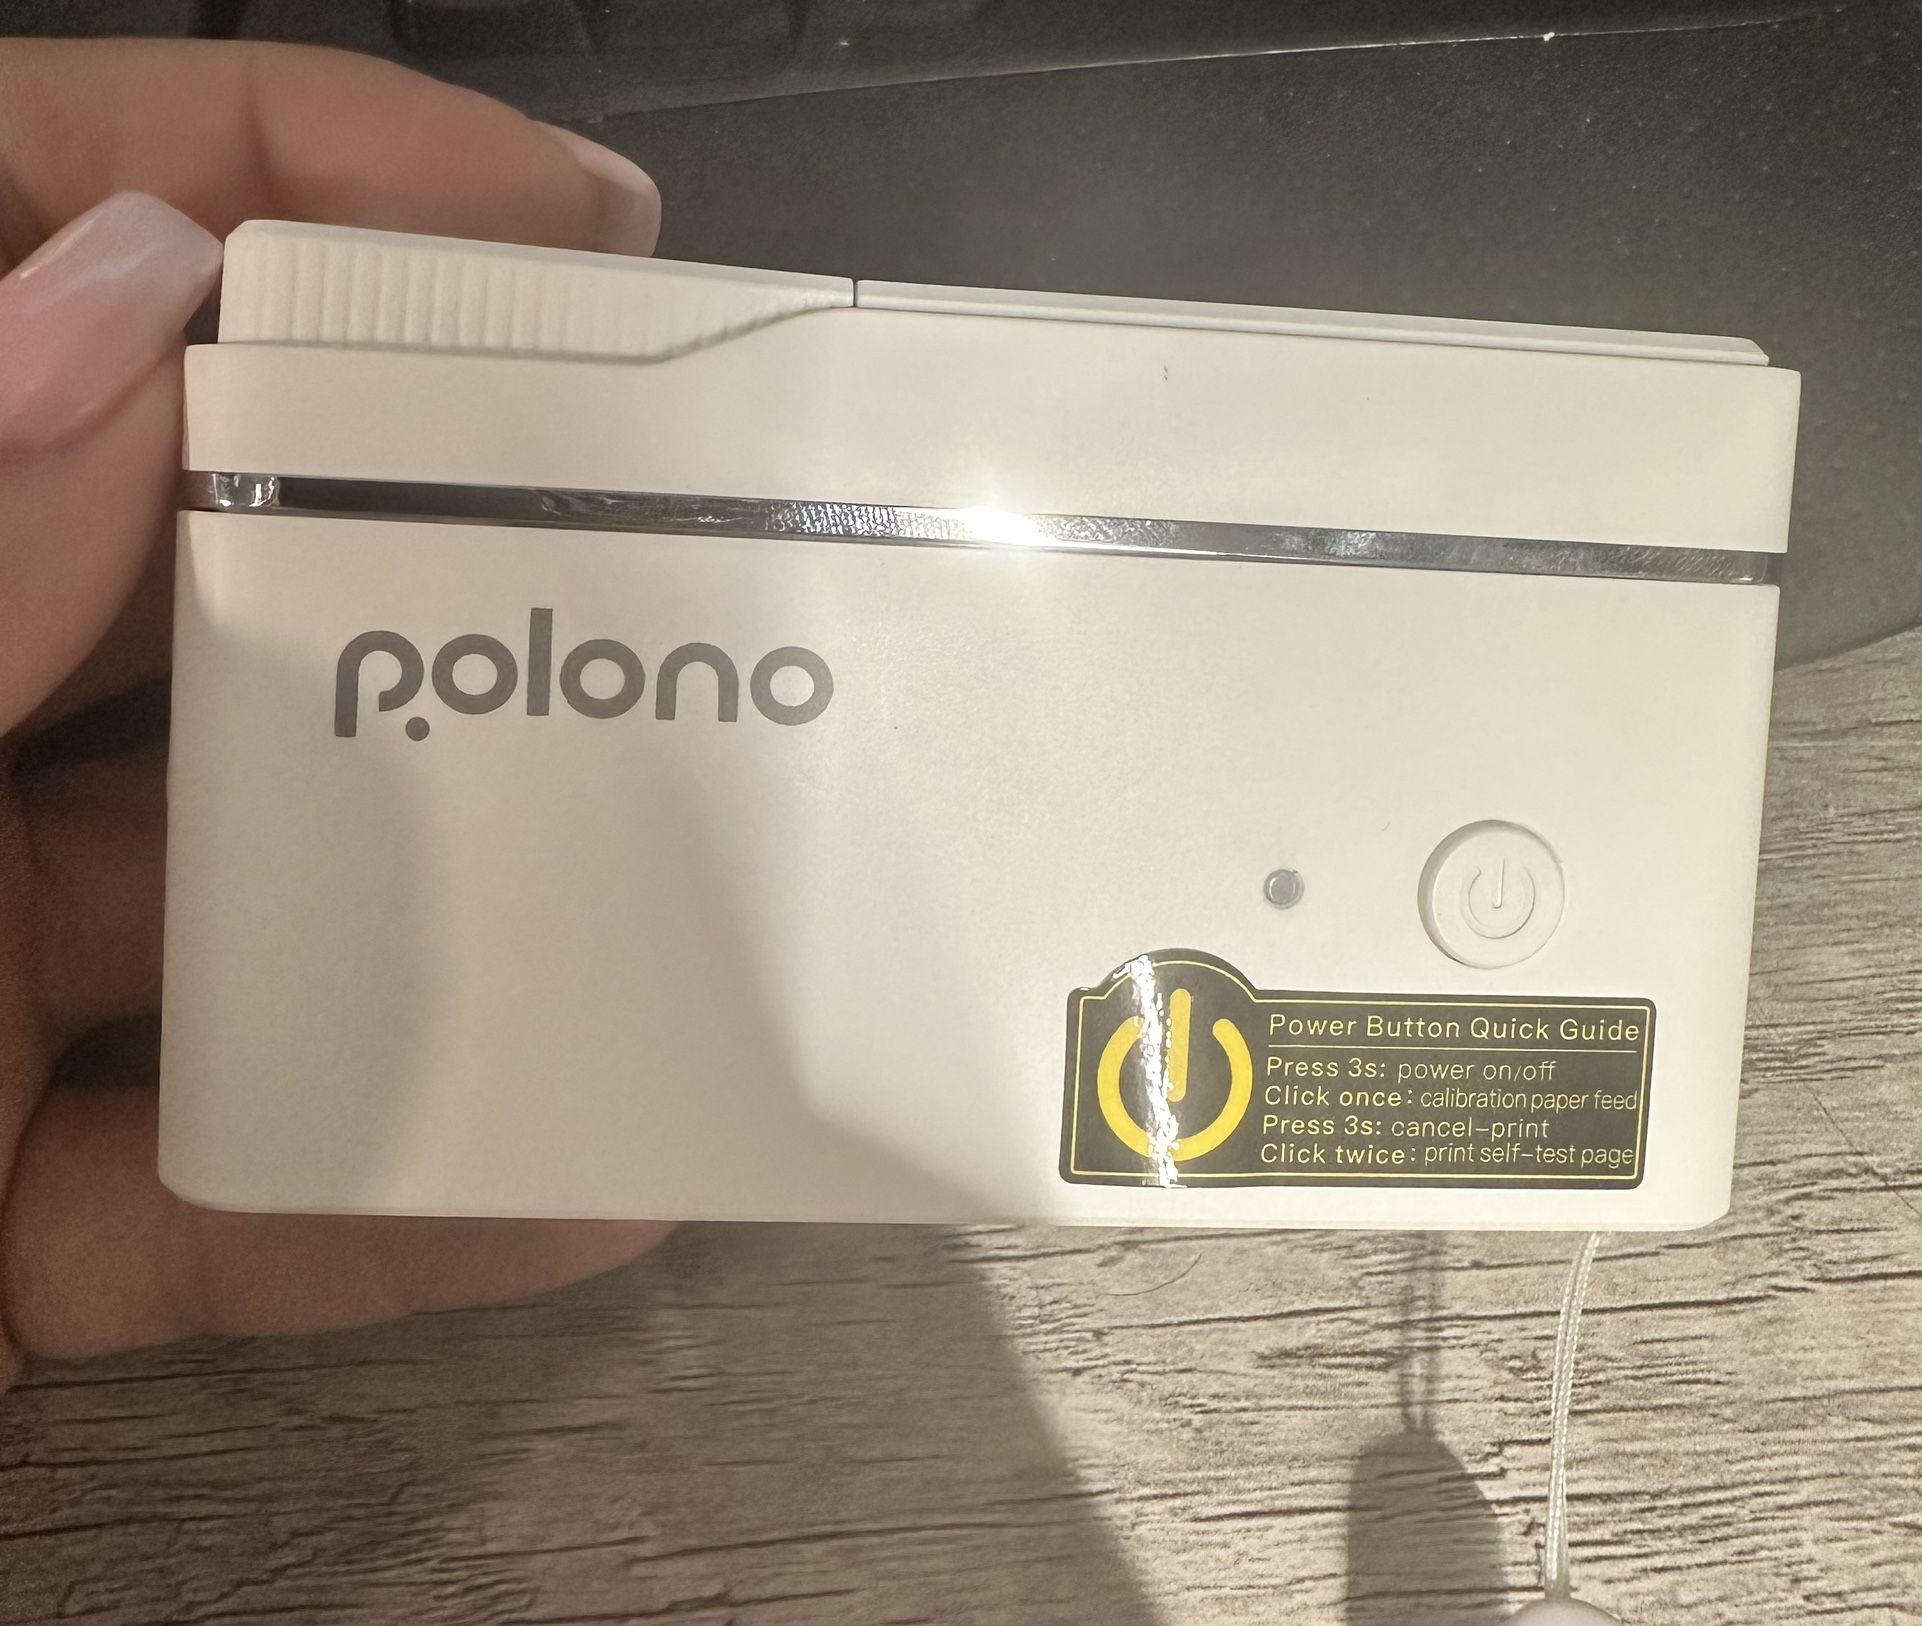 polono
Power Button Quick Guide
Press 3s: power on/off
Click once: calibration paper feed
Press 3s: cancel-print
Click twice: print self-test page